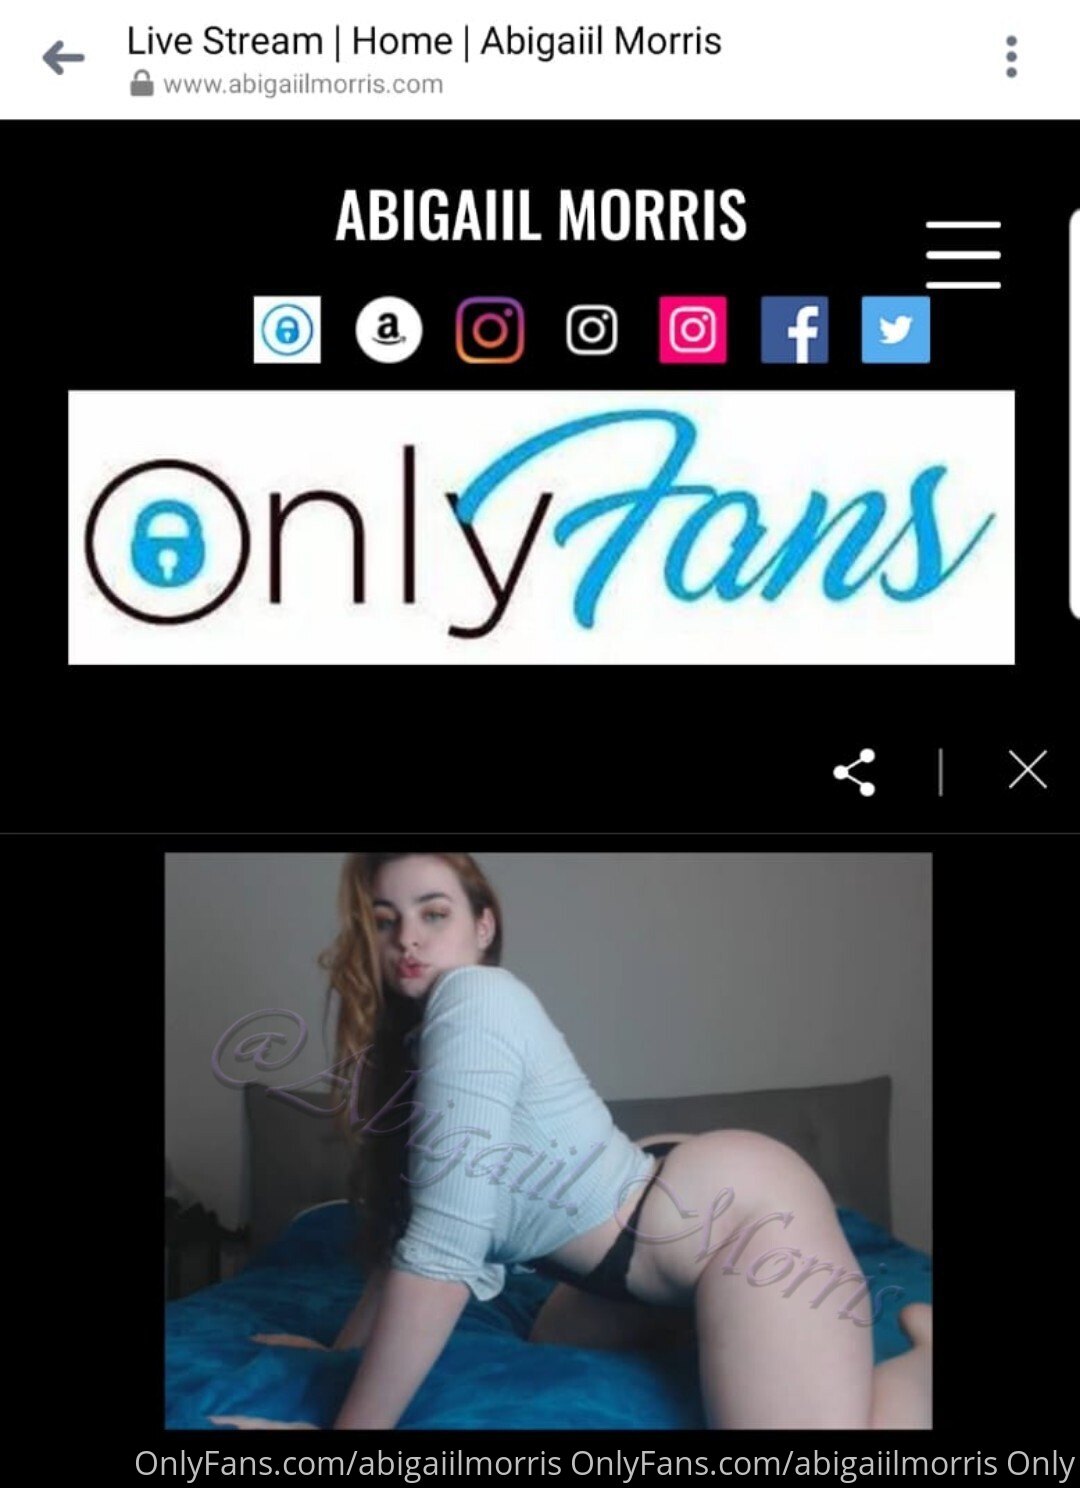 Live Stream | Home | Abigaiil Morris
www.abigaiilmorris.com
ABIGAIIL MORRIS
a
f
OnlyFans
@Abigaiil. Morris
OnlyFans.com/abigaiilmorris OnlyFans.com/abigaiilmorris Only